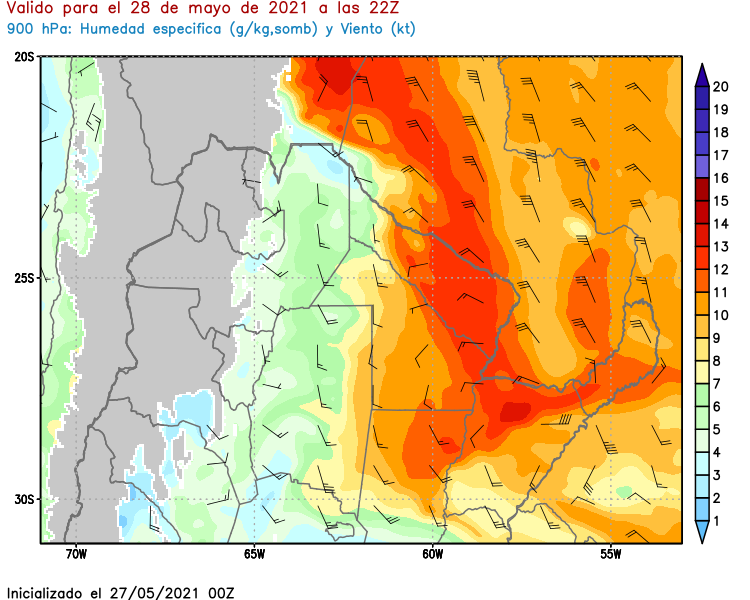 Valido para el 28 de mayo de 2021 a las 22Z
900 hPa: Humedad especifica (g/kg,somb) y Viento (kt)
20S
25S
30S
70W 65W 60W 55W
20
19
18
17
16
15
14
13
12
11
10
9
8
7
6
5
4
3
2
1
Inicializado el 27/05/2021 00Z